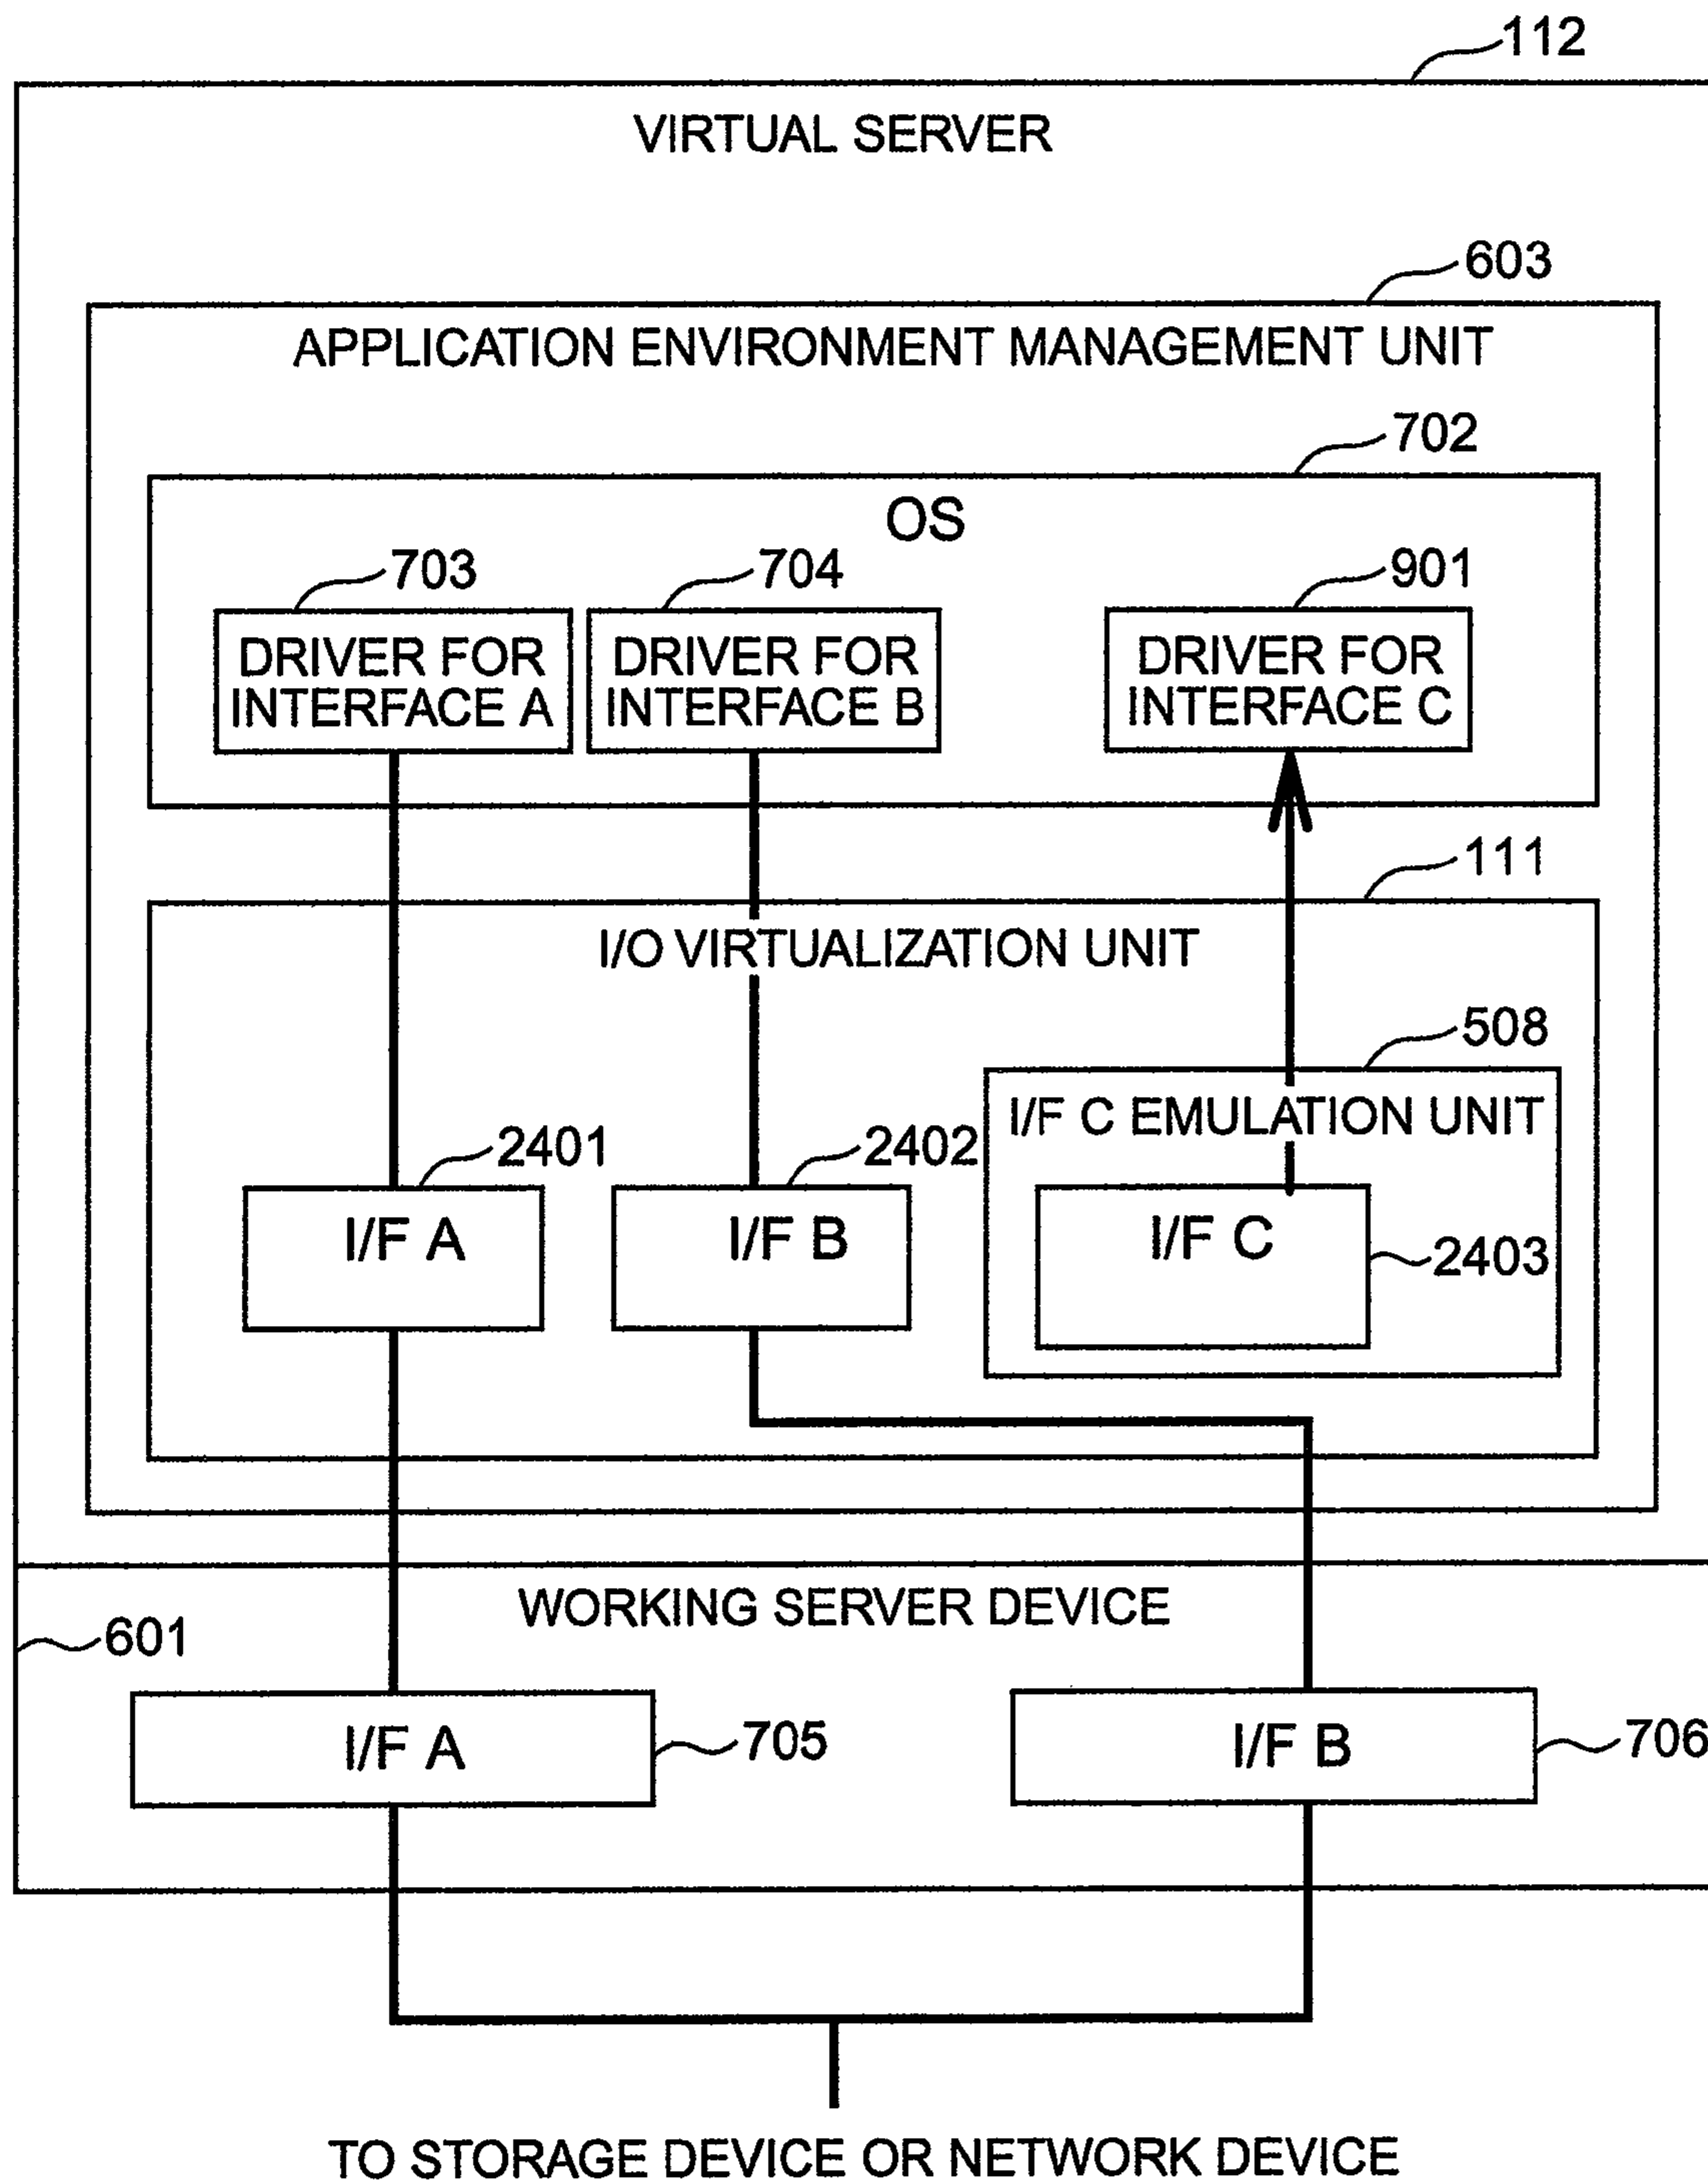 112
VIRTUAL SERVER
603
APPLICATION ENVIRONMENT MANAGEMENT UNIT
702
OS
703
704
901
DRIVER FOR
INTERFACE A
DRIVER FOR
INTERFACE B
DRIVER FOR
INTERFACE C
111
I/O VIRTUALIZATION UNIT
508
I/F C EMULATION UNIT
2401
2402
I/F A
I/F B
I/F C
2403
WORKING SERVER DEVICE
601
I/F A
705
I/F B
706
TO STORAGE DEVICE OR NETWORK DEVICE